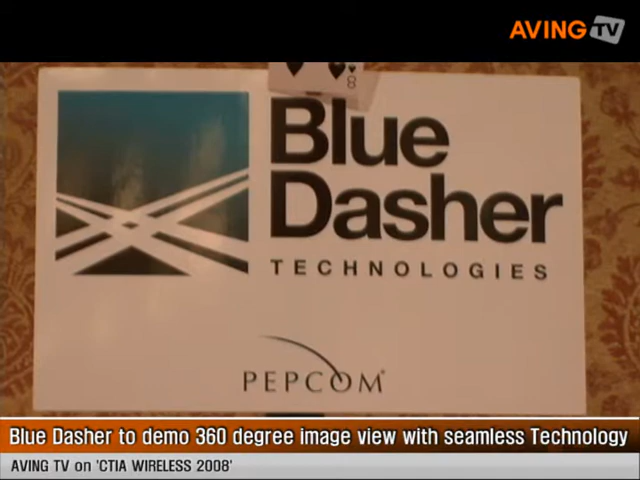 AVING TV
8
Blue
Dasher
TECHNOLOGIES
PEPCOM®
Blue Dasher to demo 360 degree image view with seamless Technology
AVING TV on 'CTIA WIRELESS 2008'